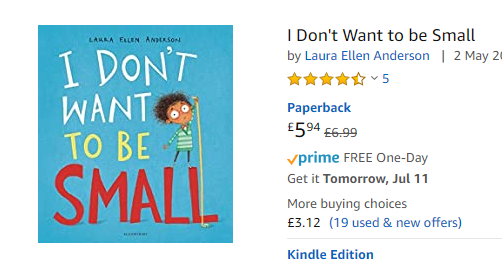 LAURA ELLEN ANDERSON
I DON'T
WANT
TO BE
SMALL
BLOOMSBURY
I Don't Want to be Small
by Laura Ellen Anderson | 2 May 20
5
Paperback
£594 £6.99
prime FREE One-Day
Get it Tomorrow, Jul 11
More buying choices
£3.12 (19 used & new offers)
Kindle Edition